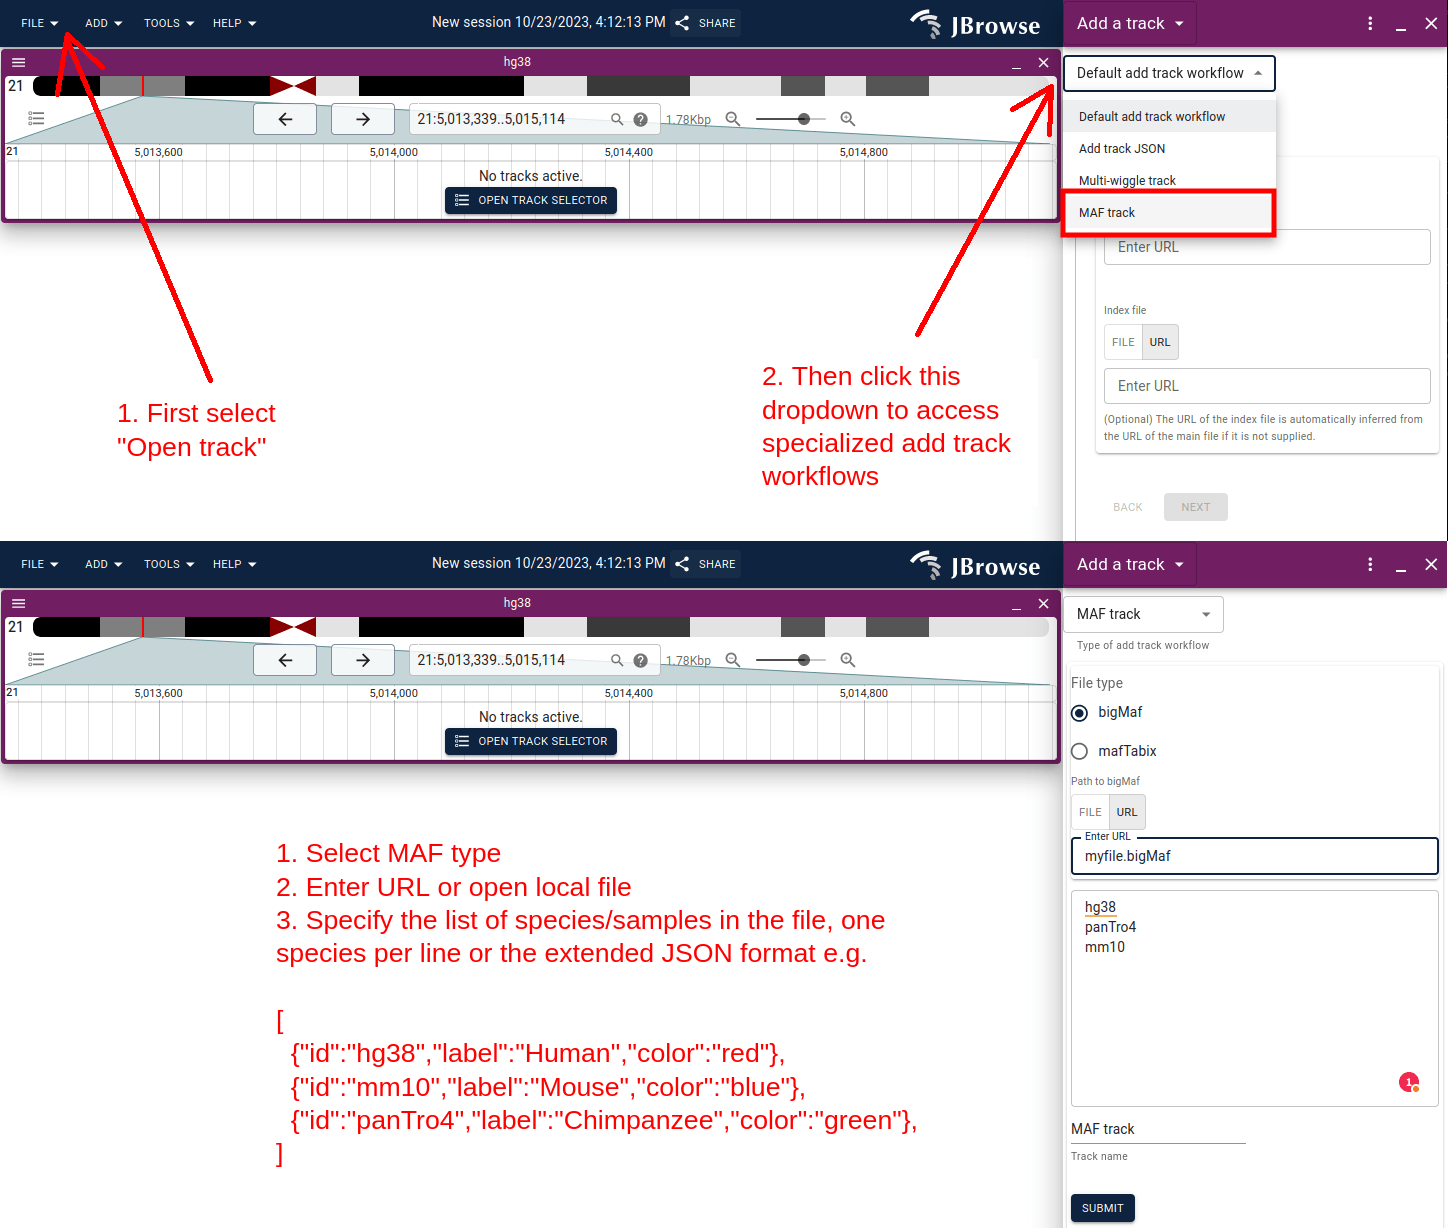 FILE ADD TOOLS HELP New session 10/23/2023, 4:12:13 PM SHARE JBrowse Add a track
hg38
21
21:5,013,339..5,015,114 ? 1.78Kbp
21 5,013,600 5,014,000 5,014,400 5,014,800
No tracks active.
OPEN TRACK SELECTOR
Default add track workflow
Default add track workflow
Add track JSON
Multi-wiggle track
MAF track
Enter URL
Index file
FILE URL
Enter URL
(Optional) The URL of the index file is automatically inferred from
the URL of the main file if it is not supplied.
BACK NEXT
1. First select
"Open track"
2. Then click this
dropdown to access
specialized add track
workflows
FILE ADD TOOLS HELP New session 10/23/2023, 4:12:13 PM SHARE JBrowse Add a track
hg38
21
21:5,013,339..5,015,114 ? 1.78Kbp
21 5,013,600 5,014,000 5,014,400 5,014,800
No tracks active.
OPEN TRACK SELECTOR
MAF track
Type of add track workflow
File type
bigMaf
mafTabix
Path to bigMaf
FILE URL
Enter URL
myfile.bigMaf
hg38
panTro4
mm10
1
MAF track
Track name
SUBMIT
1. Select MAF type
2. Enter URL or open local file
3. Specify the list of species/samples in the file, one
species per line or the extended JSON format e.g.
[
{"id":"hg38","label":"Human","color":"red"},
{"id":"mm10","label":"Mouse","color":"blue"},
{"id":"panTro4","label":"Chimpanzee","color":"green"},
]